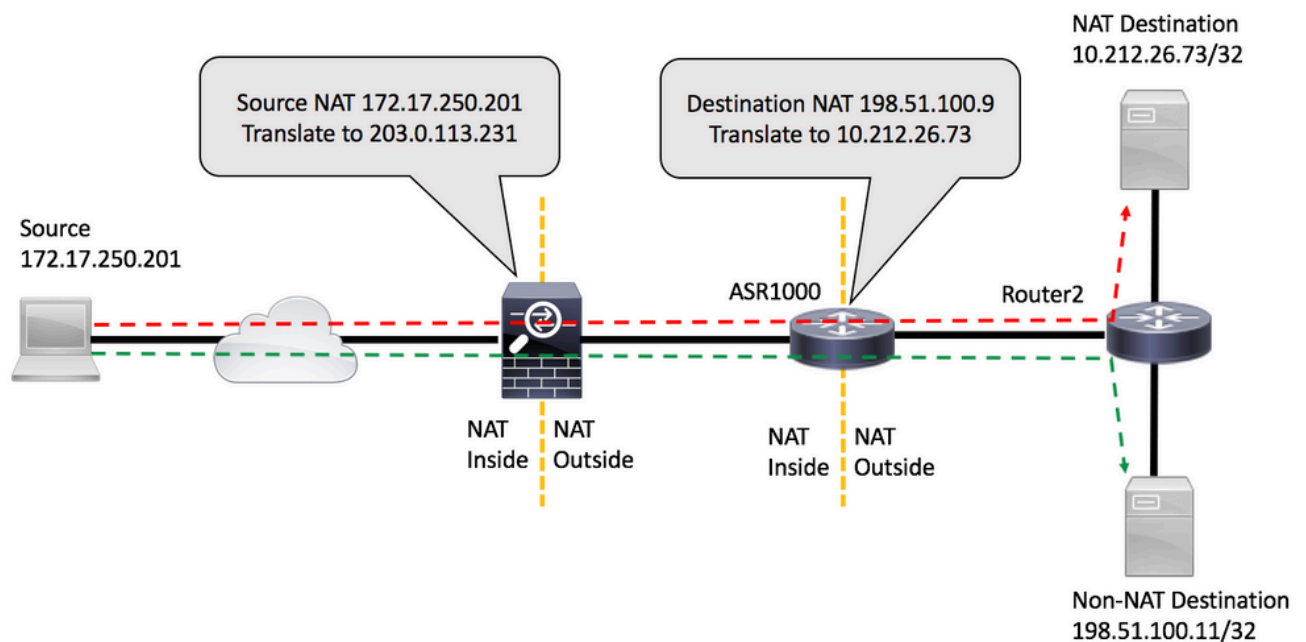 NAT Destination
10.212.26.73/32
Source NAT 172.17.250.201
Translate to 203.0.113.231
Destination NAT 198.51.100.9
Translate to 10.212.26.73
Source
172.17.250.201
ASR1000
Router2
NAT
Inside
NAT
Outside
NAT
Inside
NAT
Outside
Non-NAT Destination
198.51.100.11/32